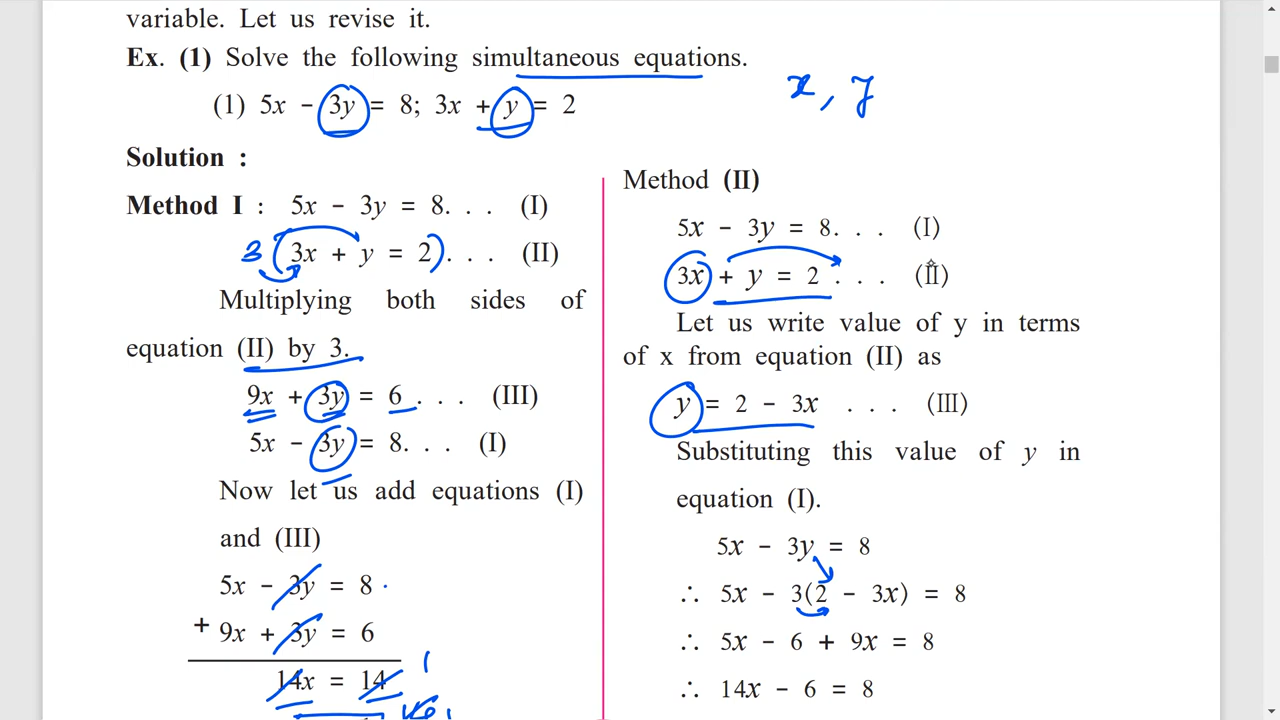 variable. Let us revise it.
Ex. (1) Solve the following simultaneous equations.
(1) 5x − 3y = 8; 3x + y = 2
x, y
Solution :
Method I : 5x − 3y = 8. . . (I)
3 (3x + y = 2). . . (II)
Multiplying both sides of
equation (II) by 3.
9x + 3y = 6 . . . (III)
5x − 3y = 8. . . (I)
Now let us add equations (I)
and (III)
5x − 3y = 8
+ 9x + 3y = 6
14x = 14
1
Method (II)
5x − 3y = 8. . . (I)
3x + y = 2 . . . (II)
Let us write value of y in terms
of x from equation (II) as
y = 2 − 3x . . . (III)
Substituting this value of y in
equation (I).
5x − 3y = 8
∴ 5x − 3(2 − 3x) = 8
∴ 5x − 6 + 9x = 8
∴ 14x − 6 = 8